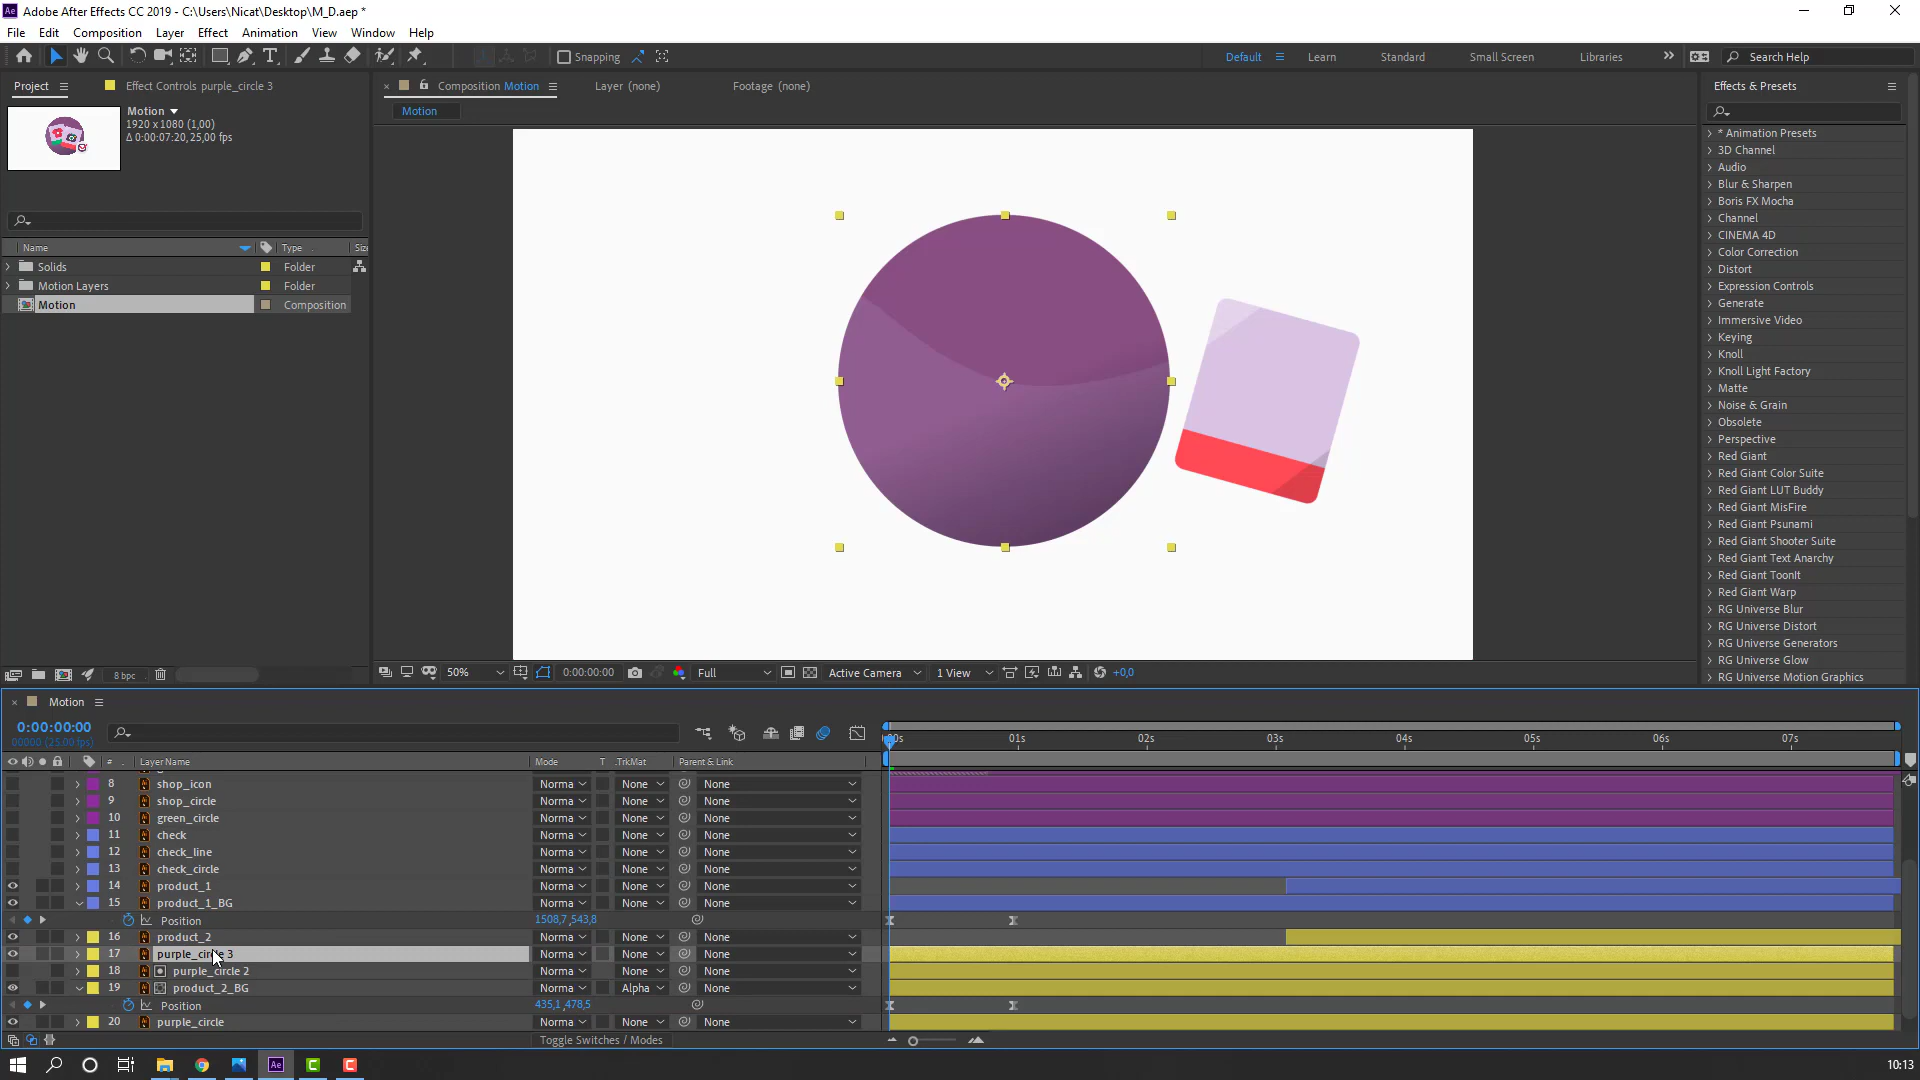 Adobe After Effects CC 2019 - C:\Users\Nicat\Desktop\M_D.aep *
File Edit Composition Layer Effect Animation View Window Help
Snapping
Default Learn Standard Small Screen Libraries Search Help
Project Effect Controls purple_circle 3
Composition Motion Layer (none) Footage (none)
Effects & Presets
Motion
1920 x 1080 (1,00)
Δ 0:00:07:20, 25,00 fps
Motion
Name Type
Solids Folder
Motion Layers Folder
Motion Composition
* Animation Presets
3D Channel
Audio
Blur & Sharpen
Boris FX Mocha
Channel
CINEMA 4D
Color Correction
Distort
Expression Controls
Generate
Immersive Video
Keying
Knoll
Knoll Light Factory
Matte
Noise & Grain
Obsolete
Perspective
Red Giant
Red Giant Color Suite
Red Giant LUT Buddy
Red Giant MisFire
Red Giant Psunami
Red Giant Shooter Suite
Red Giant Text Anarchy
Red Giant ToonIt
Red Giant Warp
RG Universe Blur
RG Universe Distort
RG Universe Generators
RG Universe Glow
RG Universe Motion Graphics
8 bpc
50% 0:00:00:00 Full Active Camera 1 View +0,0
Motion
0:00:00:00
00000 (25.00 fps)
01s 02s 03s 04s 05s 06s 07s
# Layer Name Mode T .TrkMat Parent & Link
8 shop_icon Norma None None
9 shop_circle Norma None None
10 green_circle Norma None None
11 check Norma None None
12 check_line Norma None None
13 check_circle Norma None None
14 product_1 Norma None None
15 product_1_BG Norma None None
Position 1508,7,543,8
16 product_2 Norma None None
17 purple_circle 3 Norma None None
18 purple_circle 2 Norma None None
19 product_2_BG Norma Alpha None
Position 435,1,478,5
20 purple_circle Norma None None
Toggle Switches / Modes
Ae
10:13